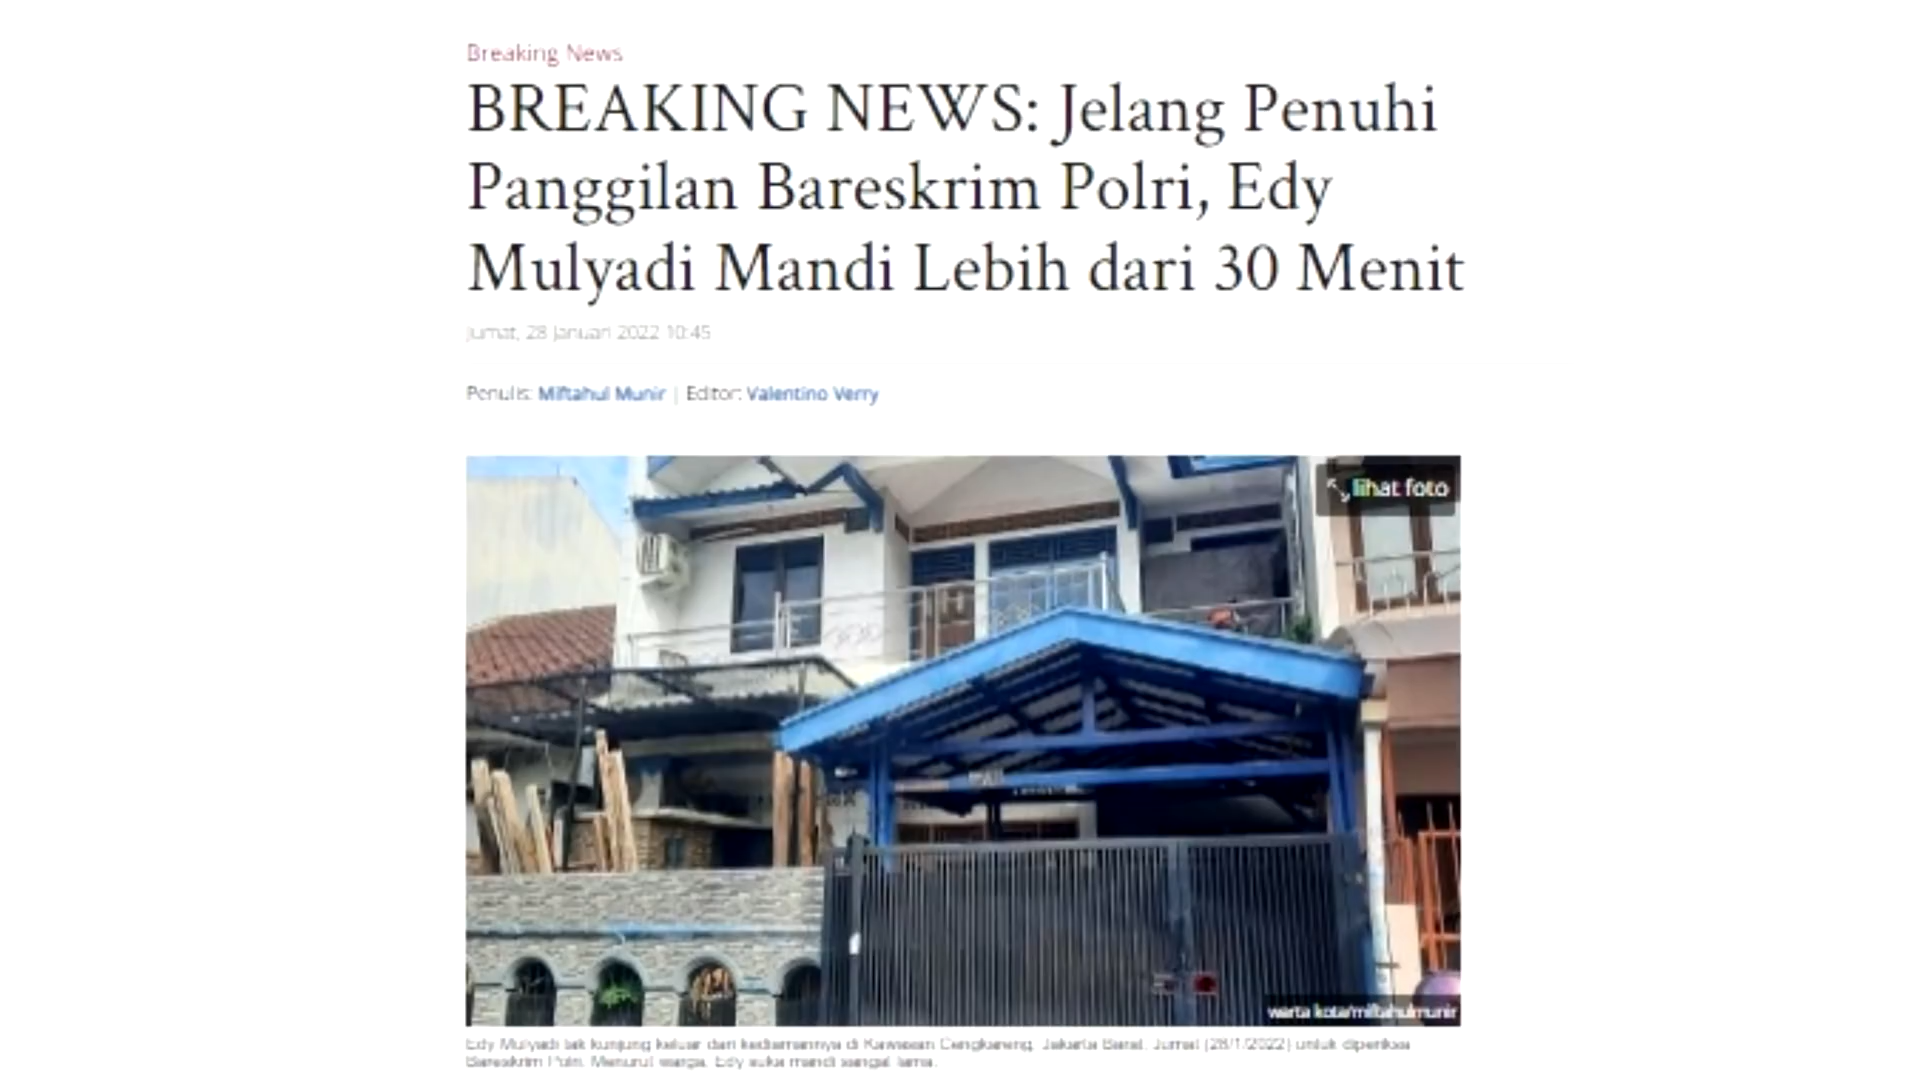 Breaking News
BREAKING NEWS: Jelang Penuhi
Panggilan Bareskrim Polri, Edy
Mulyadi Mandi Lebih dari 30 Menit
Jumat, 28 Januari 2022 10:45
Penulis: Miftahul Munir | Editor: Valentino Verry
lihat foto
warta kota/miftahulmunir
Edy Mulyadi tak kunjung keluar dari kediamannya di Kawasan Cengkareng, Jakarta Barat, Jumat (28/1/2022) untuk diperiksa
Bareskrim Polri. Menurut warga, Edy suka mandi sangat lama.